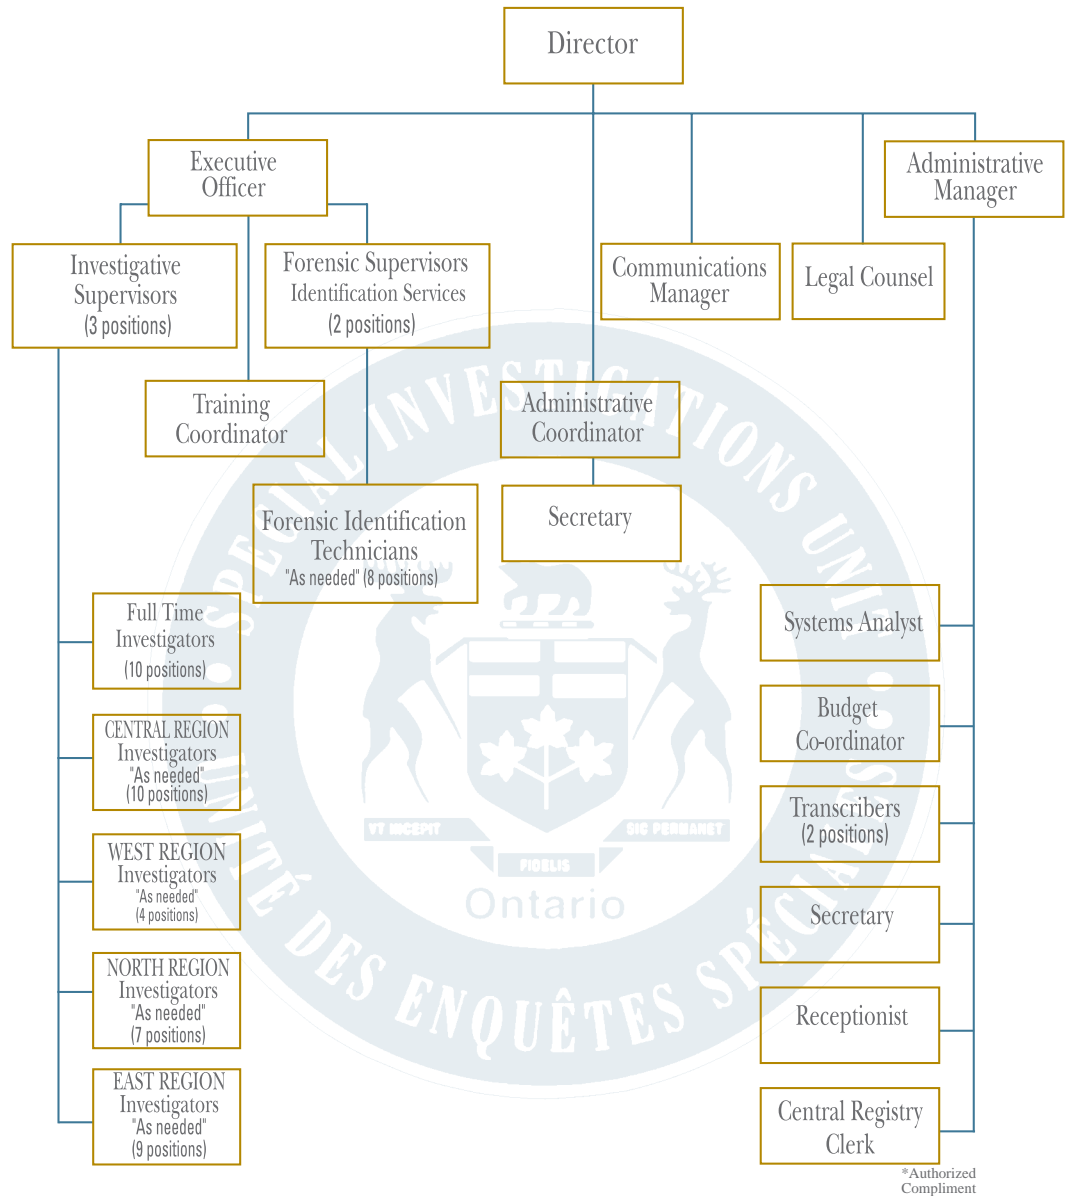 Director
Executive
Officer
Administrative
Manager
Investigative
Supervisors
(3 positions)
Forensic Supervisors
Identification Services
(2 positions)
Communications
Manager
Legal Counsel
Training
Coordinator
Administrative
Coordinator
Forensic Identification
Technicians
"As needed" (8 positions)
Secretary
Full Time
Investigators
(10 positions)
CENTRAL REGION
Investigators
"As needed"
(10 positions)
WEST REGION
Investigators
"As needed"
(4 positions)
NORTH REGION
Investigators
"As needed"
(7 positions)
EAST REGION
Investigators
"As needed"
(9 positions)
Systems Analyst
Budget
Co-ordinator
Transcribers
(2 positions)
Secretary
Receptionist
Central Registry
Clerk
*Authorized
Compliment
SPECIAL INVESTIGATIONS UNIT
UNITÉ DES ENQUÊTES SPÉCIALES
VT INCEPIT
SIC PERMANET
FIDELIS
Ontario